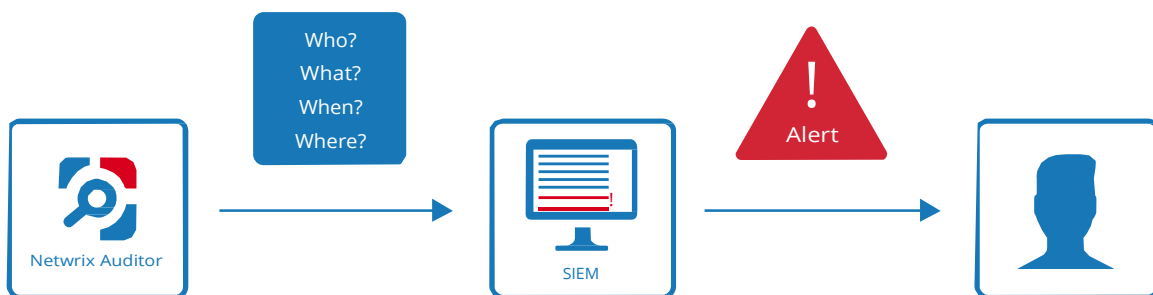 Who?
What?
When?
Where?
!
Alert
Netwrix Auditor
!
SIEM